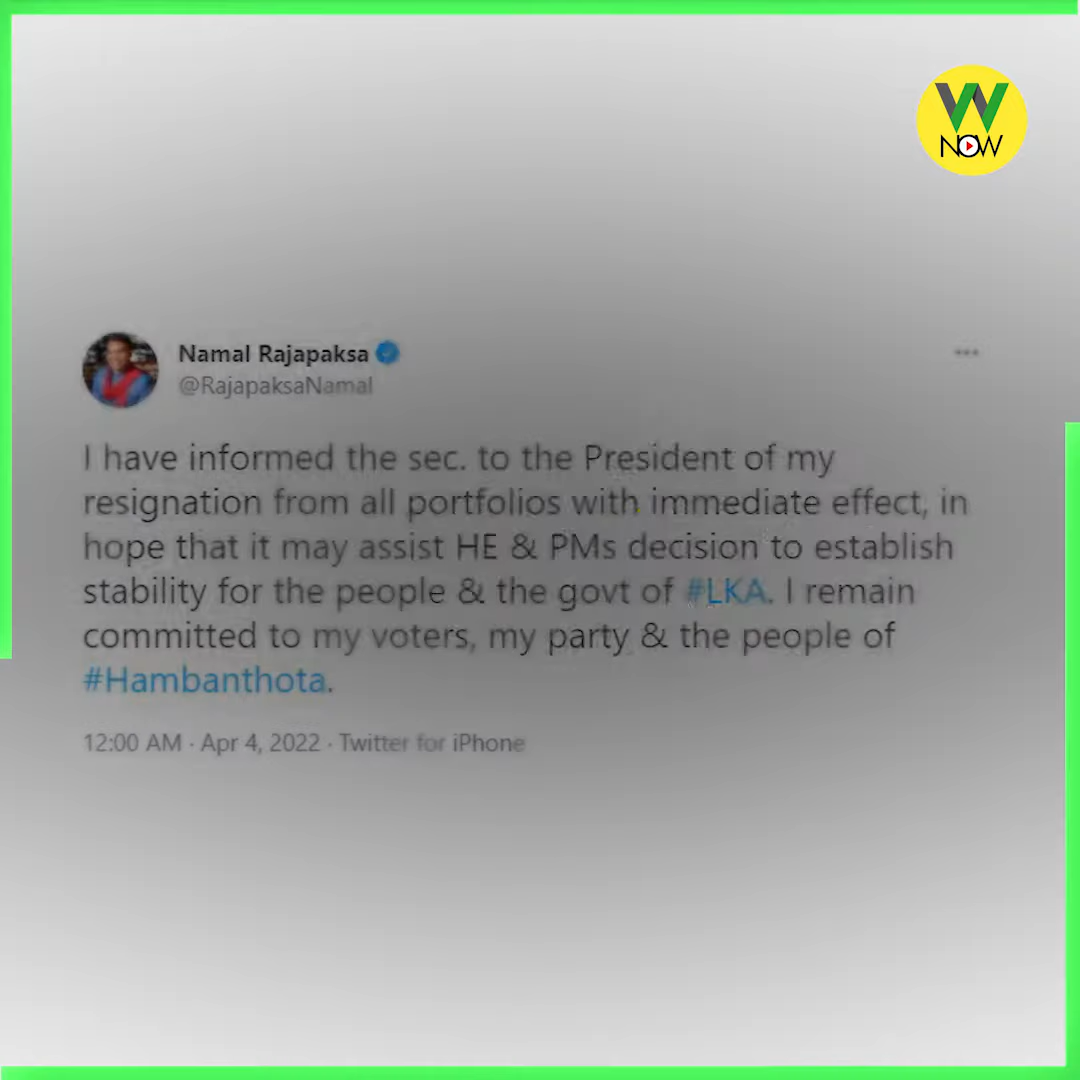 W
NOW
Namal Rajapaksa
@RajapaksaNamal
I have informed the sec. to the President of my
resignation from all portfolios with immediate effect, in
hope that it may assist HE & PMs decision to establish
stability for the people & the govt of #LKA. I remain
committed to my voters, my party & the people of
#Hambanthota.
12:00 AM · Apr 4, 2022 · Twitter for iPhone